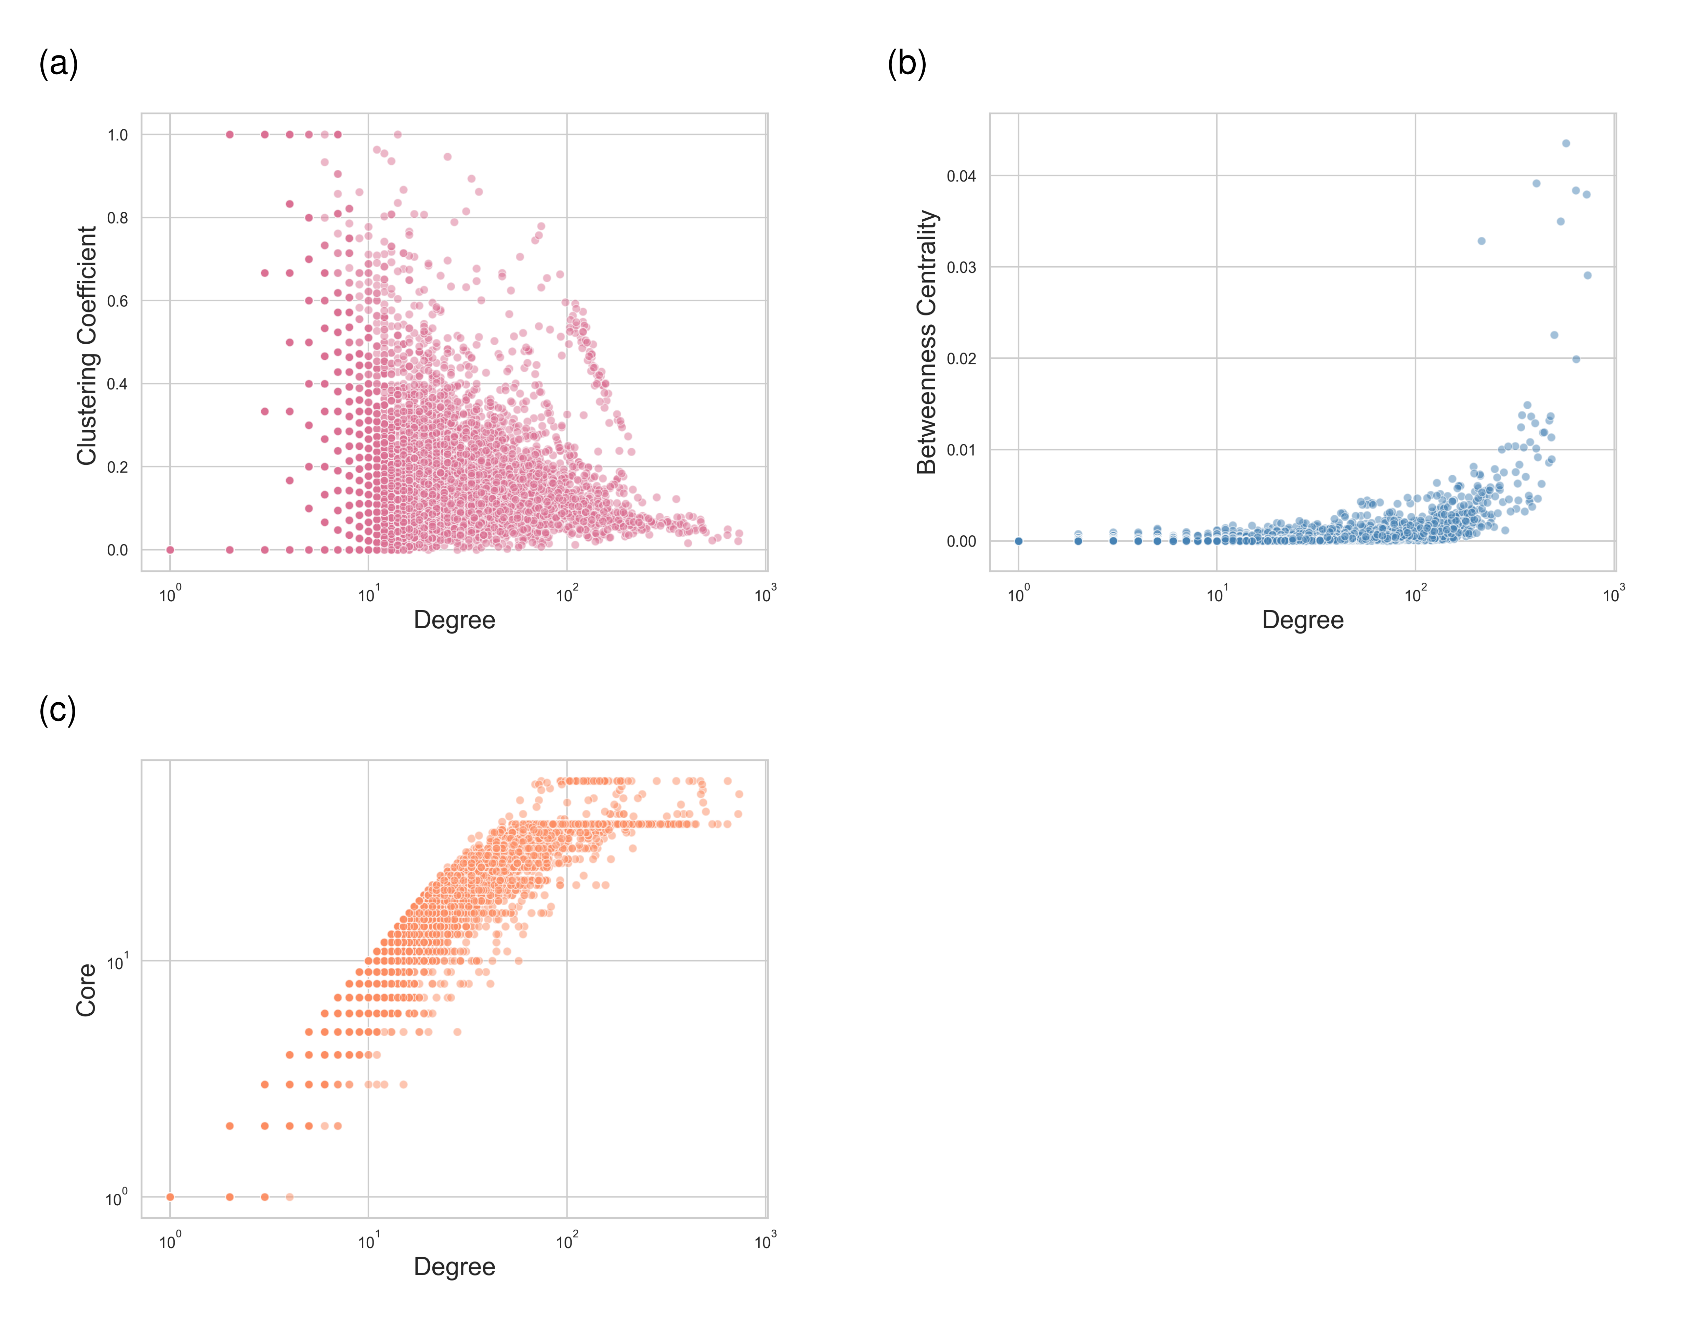 (a)
1.0
0.8
0.6
0.4
0.2
0.0
Clustering Coefficient
10^0 10^1 10^2 10^3
Degree
(b)
0.04
0.03
0.02
0.01
0.00
Betweenness Centrality
10^0 10^1 10^2 10^3
Degree
(c)
10^1
10^0
Core
10^0 10^1 10^2 10^3
Degree